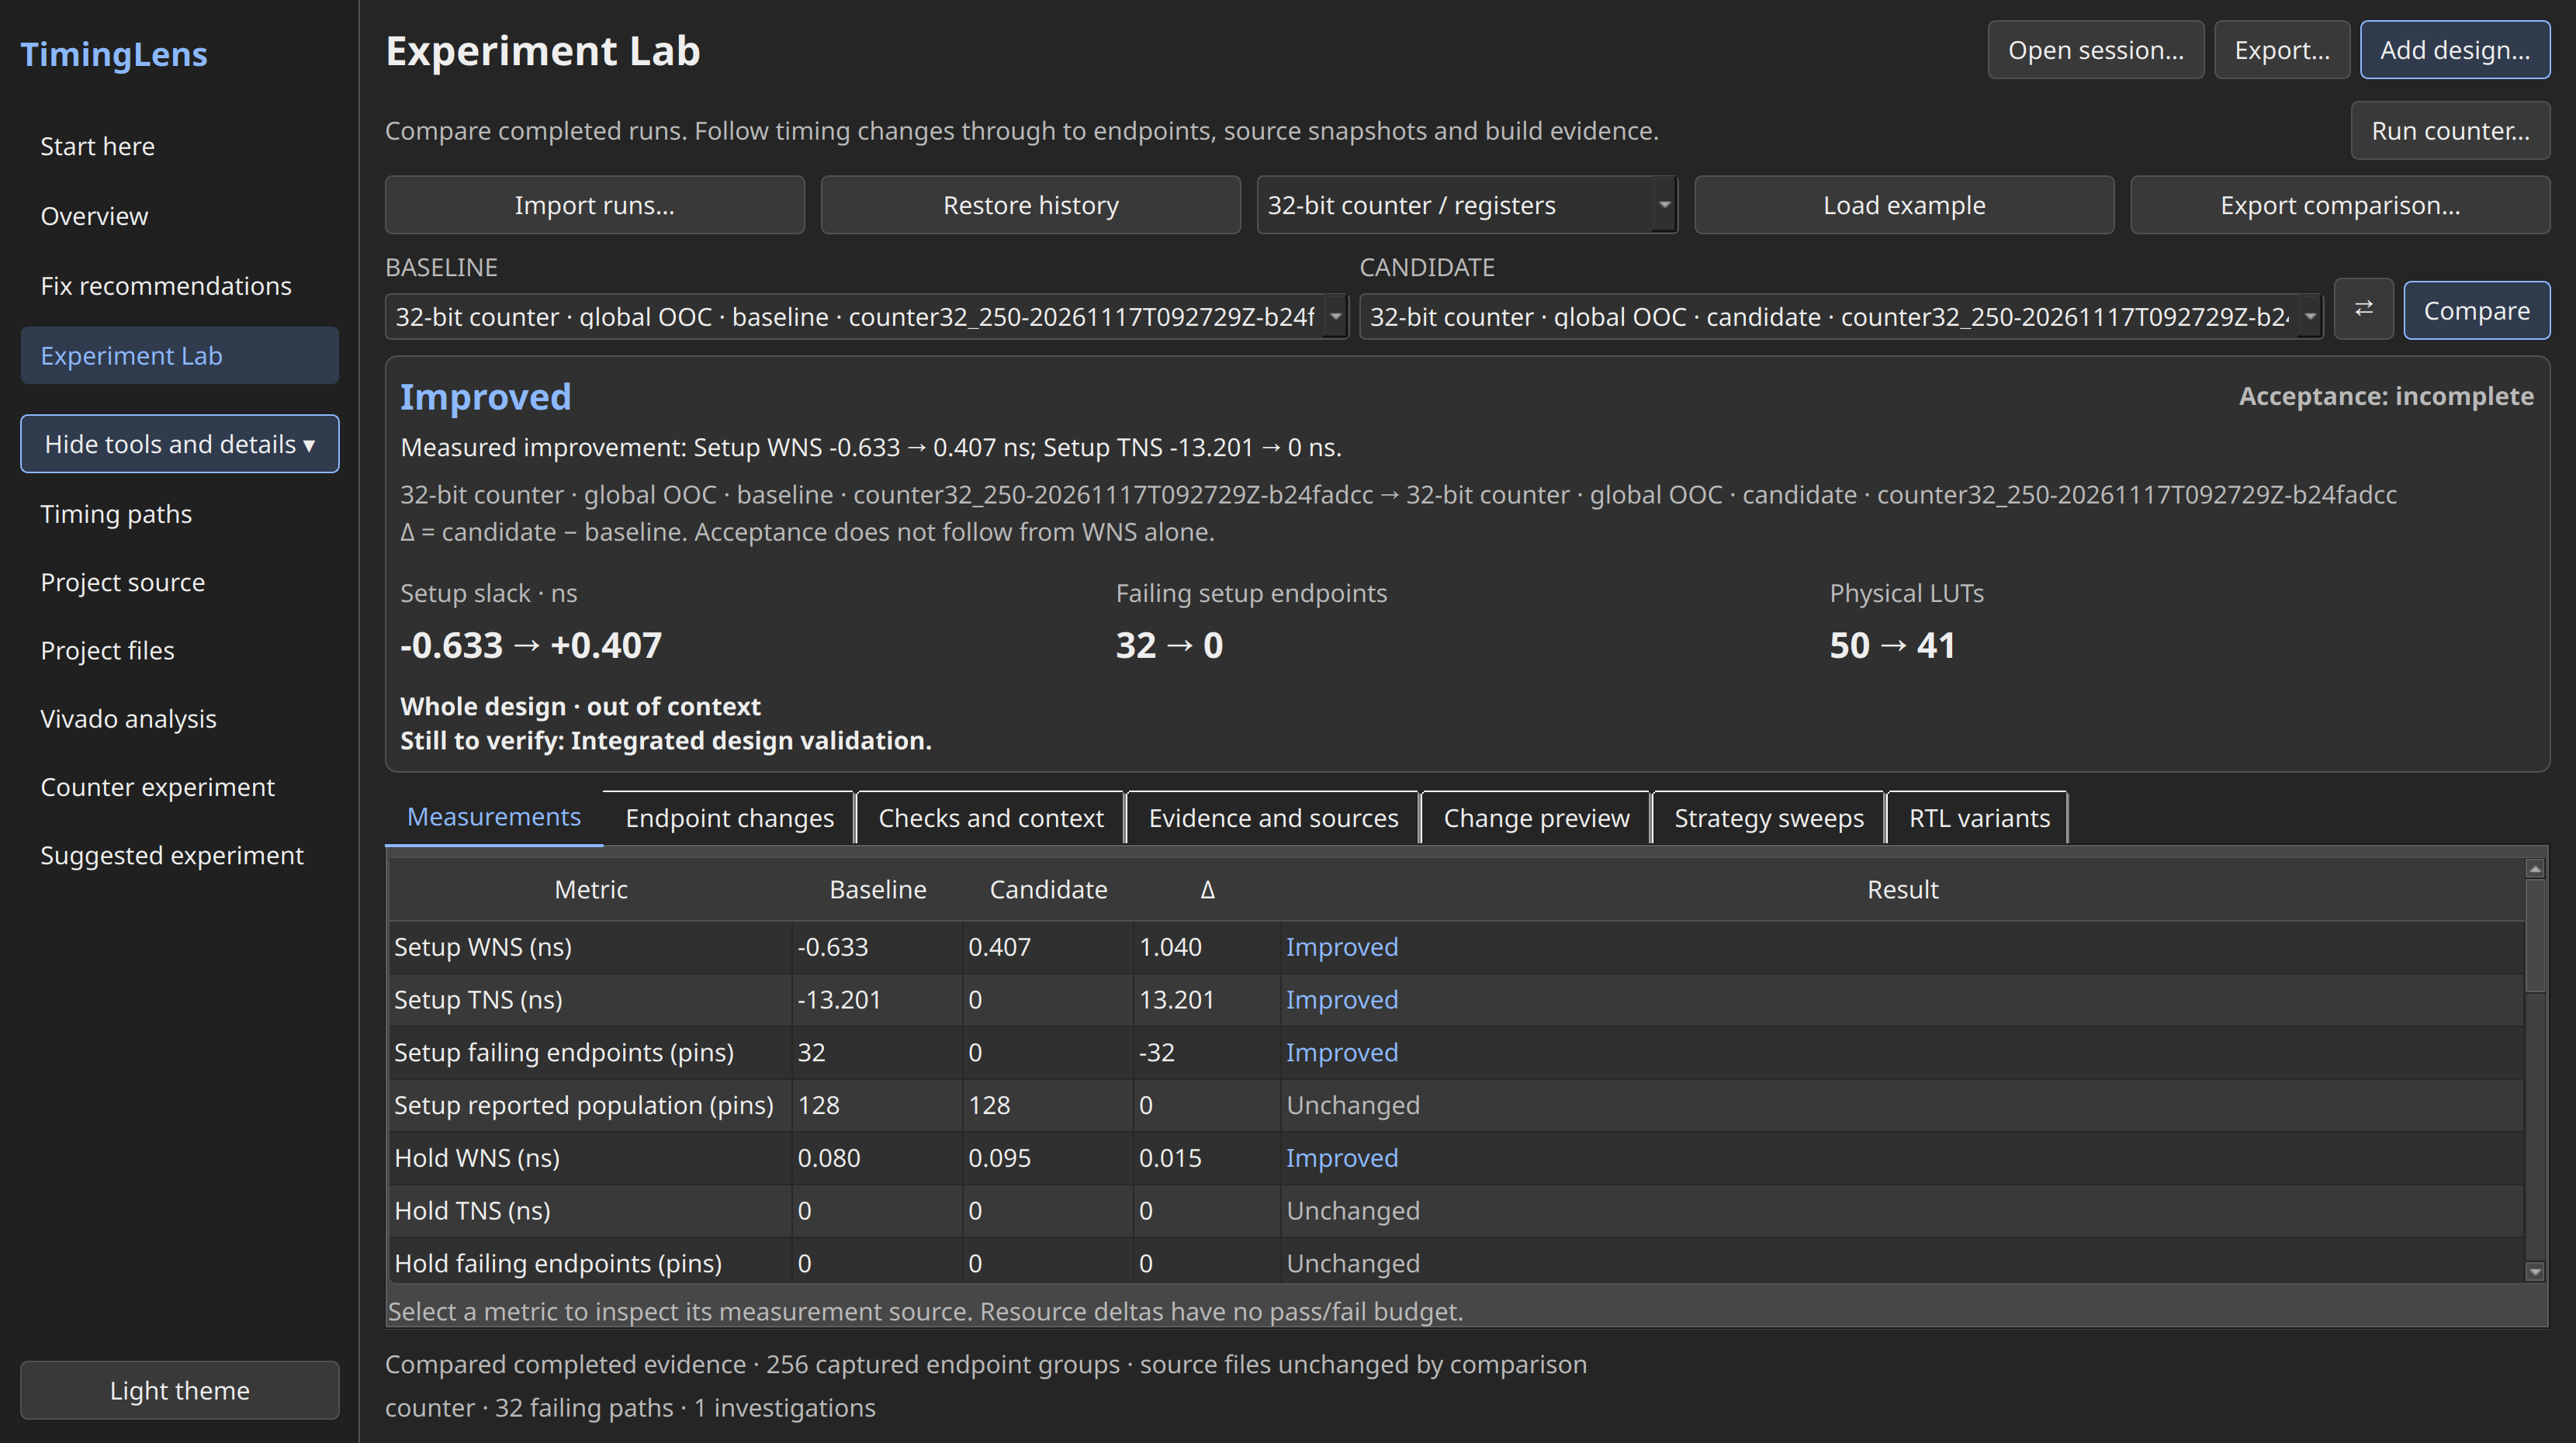 TimingLens
Start here
Overview
Fix recommendations
Experiment Lab
Hide tools and details ▾
Timing paths
Project source
Project files
Vivado analysis
Counter experiment
Suggested experiment
Light theme
Experiment Lab
Open session...
Export...
Add design...
Compare completed runs. Follow timing changes through to endpoints, source snapshots and build evidence.
Run counter...
Import runs...
Restore history
32-bit counter / registers
Load example
Export comparison...
BASELINE
CANDIDATE
32-bit counter · global OOC · baseline · counter32_250-20261117T092729Z-b24f
32-bit counter · global OOC · candidate · counter32_250-20261117T092729Z-b24
⇄
Compare
Improved
Acceptance: incomplete
Measured improvement: Setup WNS -0.633 → 0.407 ns; Setup TNS -13.201 → 0 ns.
32-bit counter · global OOC · baseline · counter32_250-20261117T092729Z-b24fadcc → 32-bit counter · global OOC · candidate · counter32_250-20261117T092729Z-b24fadcc
Δ = candidate − baseline. Acceptance does not follow from WNS alone.
Setup slack · ns
Failing setup endpoints
Physical LUTs
-0.633 → +0.407
32 → 0
50 → 41
Whole design · out of context
Still to verify: Integrated design validation.
Measurements
Endpoint changes
Checks and context
Evidence and sources
Change preview
Strategy sweeps
RTL variants
Metric Baseline Candidate Δ Result
Setup WNS (ns) -0.633 0.407 1.040 Improved
Setup TNS (ns) -13.201 0 13.201 Improved
Setup failing endpoints (pins) 32 0 -32 Improved
Setup reported population (pins) 128 128 0 Unchanged
Hold WNS (ns) 0.080 0.095 0.015 Improved
Hold TNS (ns) 0 0 0 Unchanged
Hold failing endpoints (pins) 0 0 0 Unchanged
Select a metric to inspect its measurement source. Resource deltas have no pass/fail budget.
Compared completed evidence · 256 captured endpoint groups · source files unchanged by comparison
counter · 32 failing paths · 1 investigations